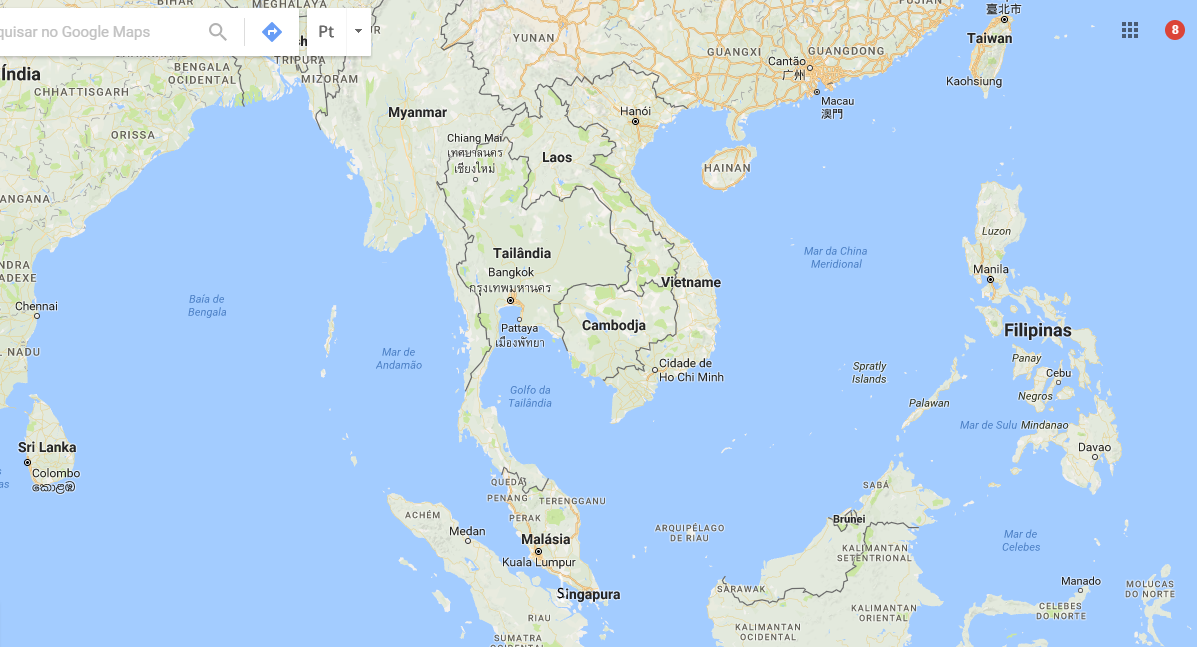 quisar no Google Maps
Pt
8
BIHAR
MEGHALAYA
YUNAN
FUJIAN
臺北市
Taiwan
Kaohsiung
GUANGXI
GUANGDONG
Cantão
广州
Macau
澳門
Índia
BENGALA
OCIDENTAL
TRIPURA
MIZORAM
CHHATTISGARH
ORISSA
Myanmar
Hanói
Chiang Mai
เทศบาลนคร
เชียงใหม่
Laos
HAINAN
ANGANA
Luzon
Manila
Mar da China
Meridional
Tailândia
Bangkok
กรุงเทพมหานคร
Vietname
NDRA
ADEXE
Chennai
Baía de
Bengala
Pattaya
เมืองพัทยา
Cambodja
Filipinas
NADU
Mar de
Andamão
Cidade de
Ho Chi Minh
Spratly
Islands
Panay
Cebu
Negros
Golfo da
Tailândia
Palawan
Mar de Sulu
Mindanao
Davao
Sri Lanka
Colombo
කොළඹ
as
QUEDÁ
PENANG
TERENGGANU
PERAK
ACHÉM
Medan
Malásia
Kuala Lumpur
ARQUIPÉLAGO
DE RIAU
SABÁ
Brunei
KALIMANTAN
SETENTRIONAL
Mar de
Celebes
Singapura
SARAWAK
Manado
MOLUCAS
DO NORTE
CELEBES
DO NORTE
RIAU
SUMATRA
OCIDENTAL
KALIMANTAN
OCIDENTAL
KALIMANTAN
ORIENTAL